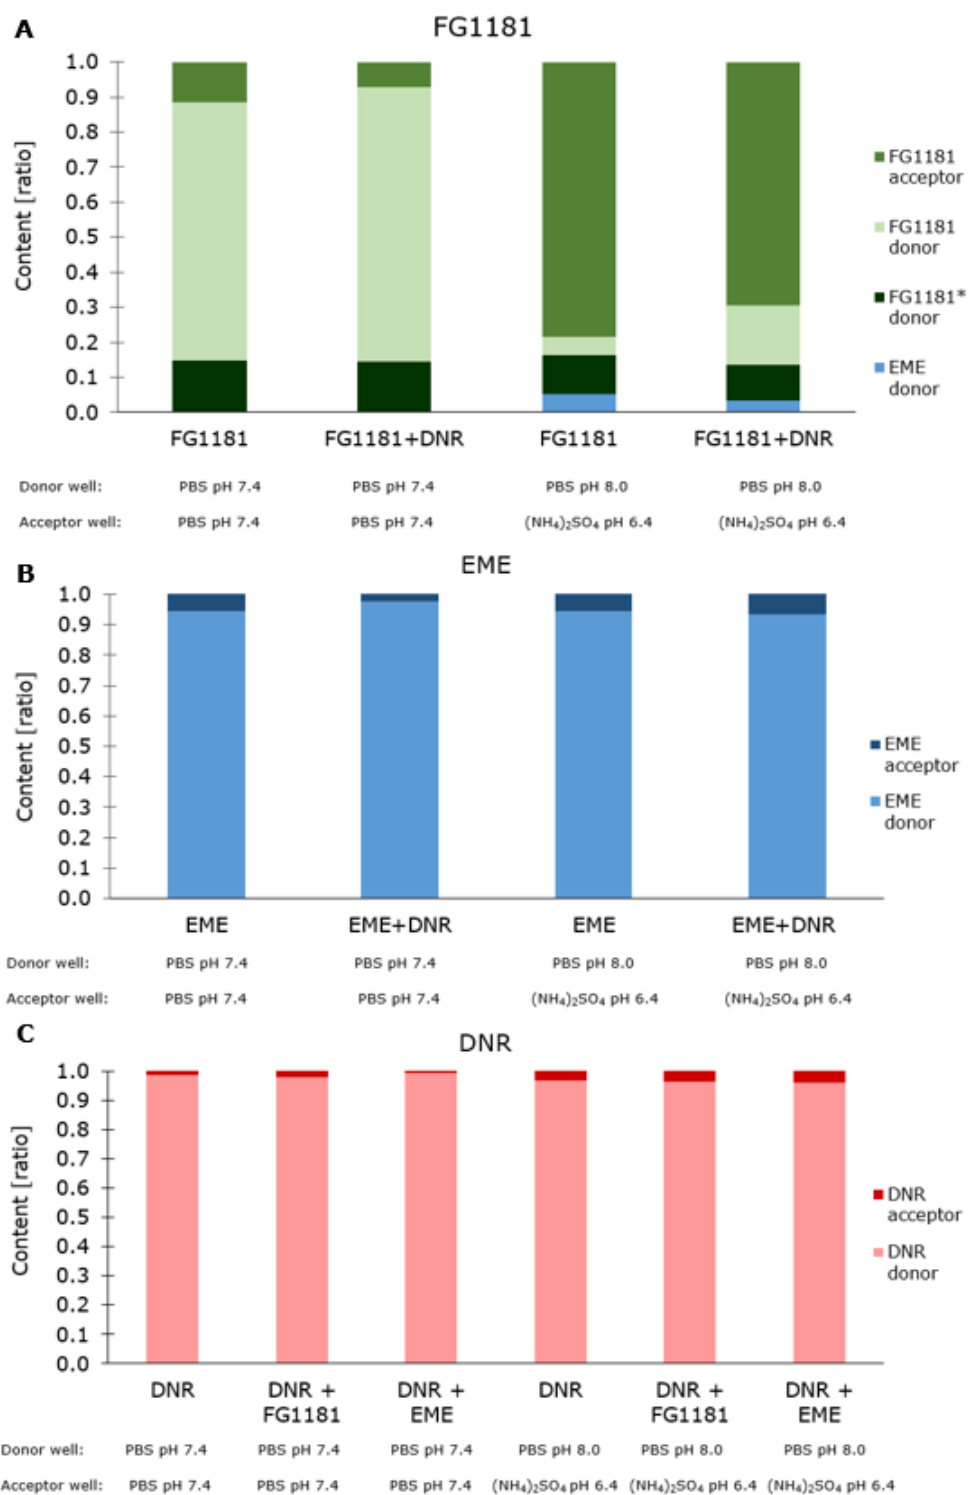 A
FG1181
Content [ratio]
1.0
0.9
0.8
0.7
0.6
0.5
0.4
0.3
0.2
0.1
0.0
FG1181
acceptor
FG1181
donor
FG1181*
donor
EME
donor
FG1181 FG1181+DNR FG1181 FG1181+DNR
Donor well: PBS pH 7.4 PBS pH 7.4 PBS pH 8.0 PBS pH 8.0
Acceptor well: PBS pH 7.4 PBS pH 7.4 (NH₄)₂SO₄ pH 6.4 (NH₄)₂SO₄ pH 6.4
B
EME
Content [ratio]
1.0
0.9
0.8
0.7
0.6
0.5
0.4
0.3
0.2
0.1
0.0
EME
acceptor
EME
donor
EME EME+DNR EME EME+DNR
Donor well: PBS pH 7.4 PBS pH 7.4 PBS pH 8.0 PBS pH 8.0
Acceptor well: PBS pH 7.4 PBS pH 7.4 (NH₄)₂SO₄ pH 6.4 (NH₄)₂SO₄ pH 6.4
C
DNR
Content [ratio]
1.0
0.9
0.8
0.7
0.6
0.5
0.4
0.3
0.2
0.1
0.0
DNR
acceptor
DNR
donor
DNR DNR + DNR + DNR DNR + DNR +
FG1181 EME FG1181 EME
Donor well: PBS pH 7.4 PBS pH 7.4 PBS pH 7.4 PBS pH 8.0 PBS pH 8.0 PBS pH 8.0
Acceptor well: PBS pH 7.4 PBS pH 7.4 PBS pH 7.4 (NH₄)₂SO₄ pH 6.4 (NH₄)₂SO₄ pH 6.4 (NH₄)₂SO₄ pH 6.4